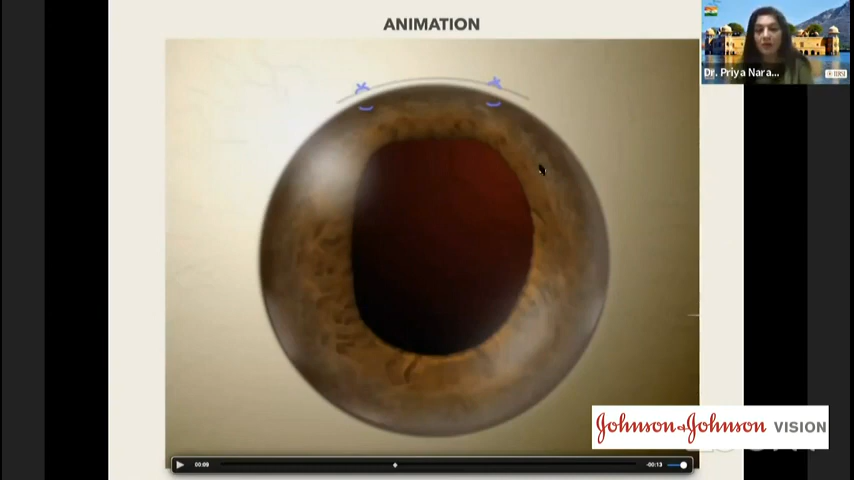 ANIMATION
Dr. Priya Nara...
Johnson & Johnson VISION
00:09
-00:13